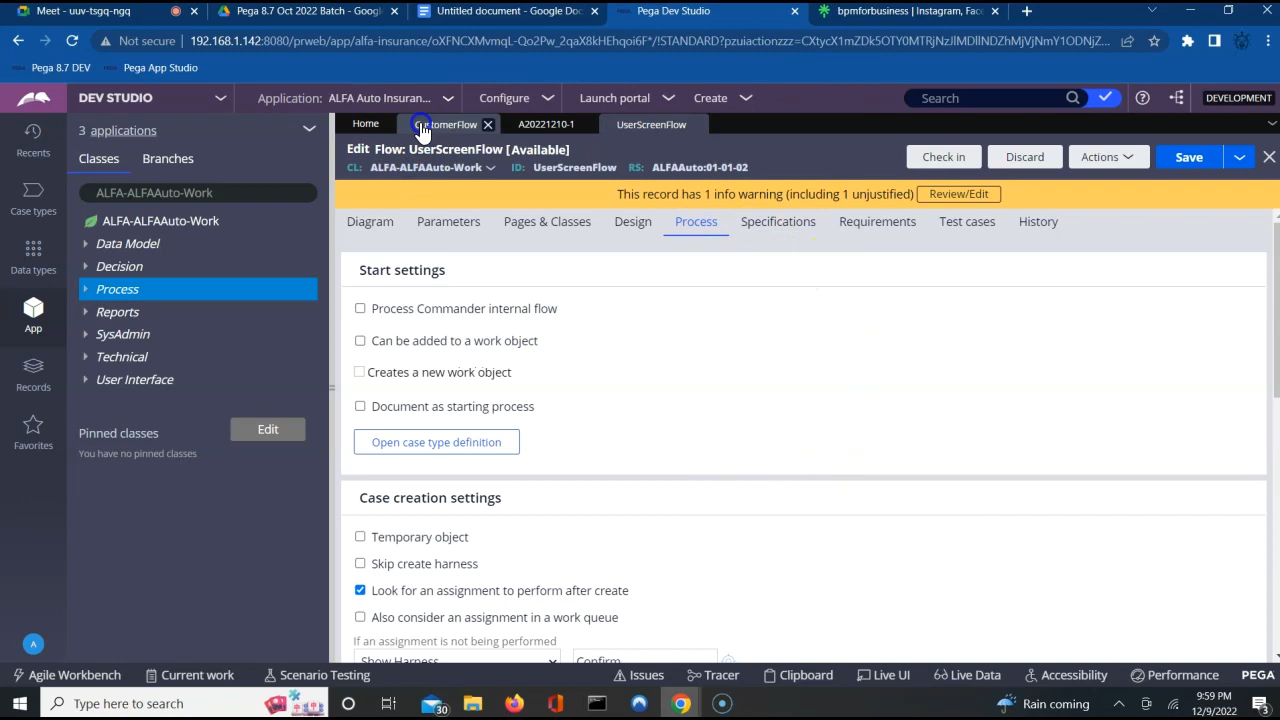 Meet - uuv-tsgq-ngq
Pega 8.7 Oct 2022 Batch - Googl
Untitled document - Google Doc
Pega Dev Studio
bpmforbusiness | Instagram, Fac
Not secure
192.168.1.142:8080/prweb/app/alfa-insurance/oXFNCXMvmqL-Qo2Pw_2qaX8kHEhqoi6F*/!STANDARD?pzuiactionzzz=CXtycX1mZDk5OTY0MTRjNzJlMDllNDZhMjVjNmY1ODNjZ...
Pega 8.7 DEV
Pega App Studio
DEV STUDIO
Application: ALFA Auto Insuran...
Configure
Launch portal
Create
Search
DEVELOPMENT
Recents
Case types
Data types
App
Records
Favorites
A
3 applications
Classes
Branches
ALFA-ALFAAuto-Work
ALFA-ALFAAuto-Work
Data Model
Decision
Process
Reports
SysAdmin
Technical
User Interface
Pinned classes
Edit
You have no pinned classes
Home
CustomerFlow
A20221210-1
UserScreenFlow
Edit Flow: UserScreenFlow [Available]
CL: ALFA-ALFAAuto-Work
ID: UserScreenFlow
RS: ALFAAuto:01-01-02
Check in
Discard
Actions
Save
This record has 1 info warning (including 1 unjustified)
Review/Edit
Diagram
Parameters
Pages & Classes
Design
Process
Specifications
Requirements
Test cases
History
Start settings
Process Commander internal flow
Can be added to a work object
Creates a new work object
Document as starting process
Open case type definition
Case creation settings
Temporary object
Skip create harness
Look for an assignment to perform after create
Also consider an assignment in a work queue
If an assignment is not being performed
Show Harness
Confirm
Agile Workbench
Current work
Scenario Testing
Issues
Tracer
Clipboard
Live UI
Live Data
Accessibility
Performance
PEGA
Type here to search
30
Raining coming
9:59 PM
12/9/2022
3